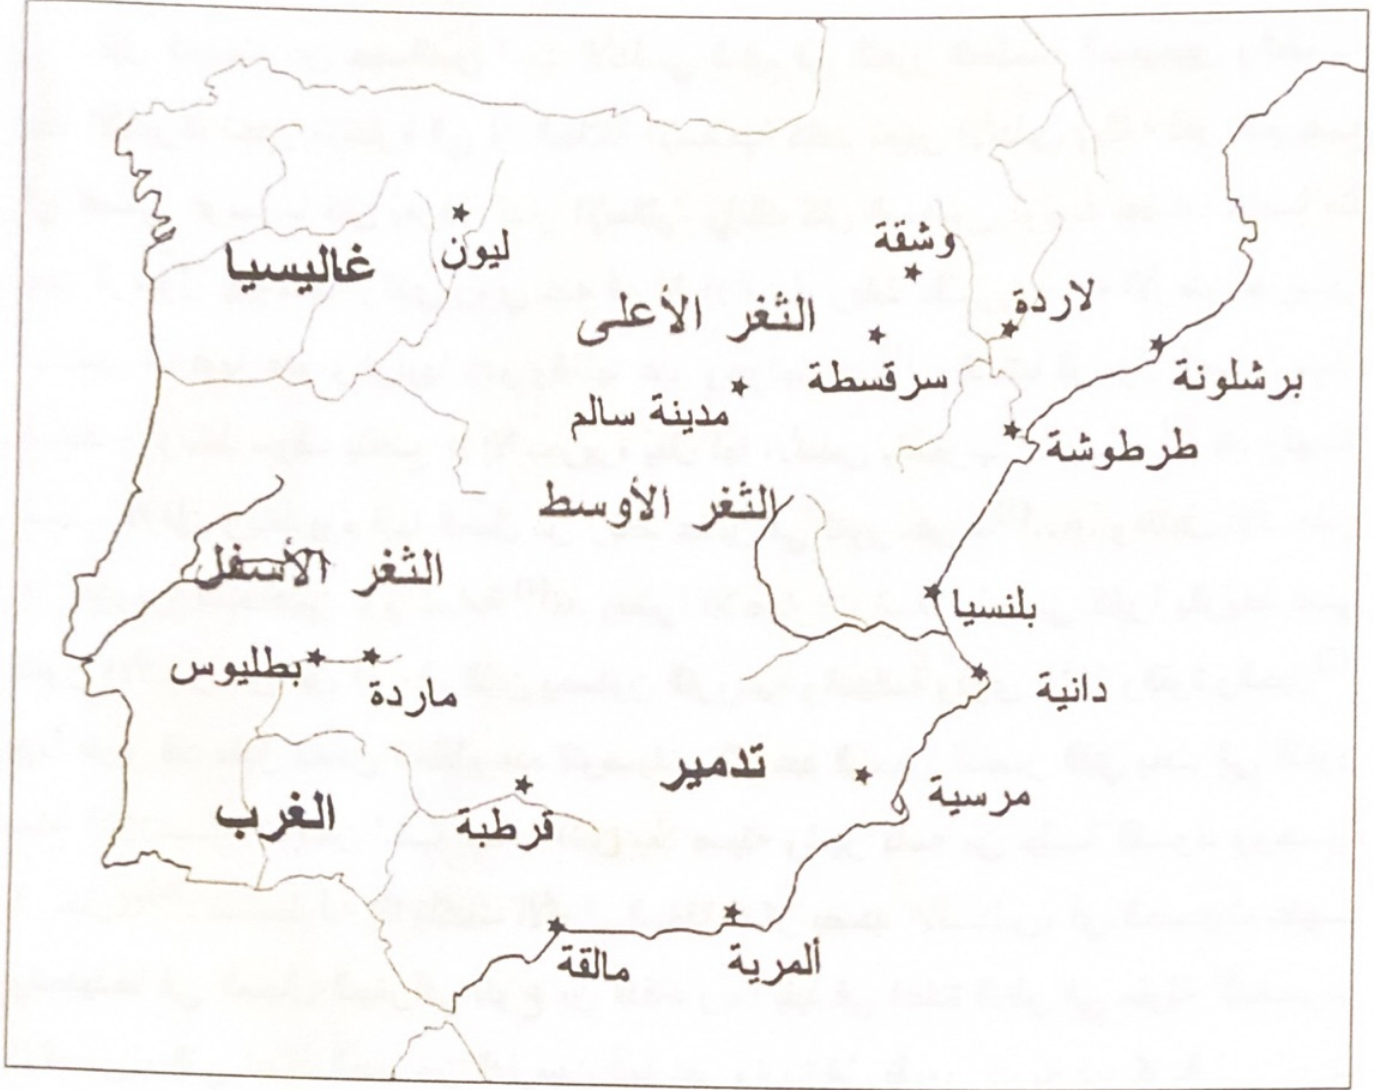 ليون
غاليسيا
وشقة
لاردة
الثغر الأعلى
سرقسطة
برشلونة
مدينة سالم
طرطوشة
الثغر الأوسط
الثغر الأسفل
بلنسيا
بطليوس
ماردة
دانية
تدمير
مرسية
الغرب
قرطبة
مالقة
ألمرية